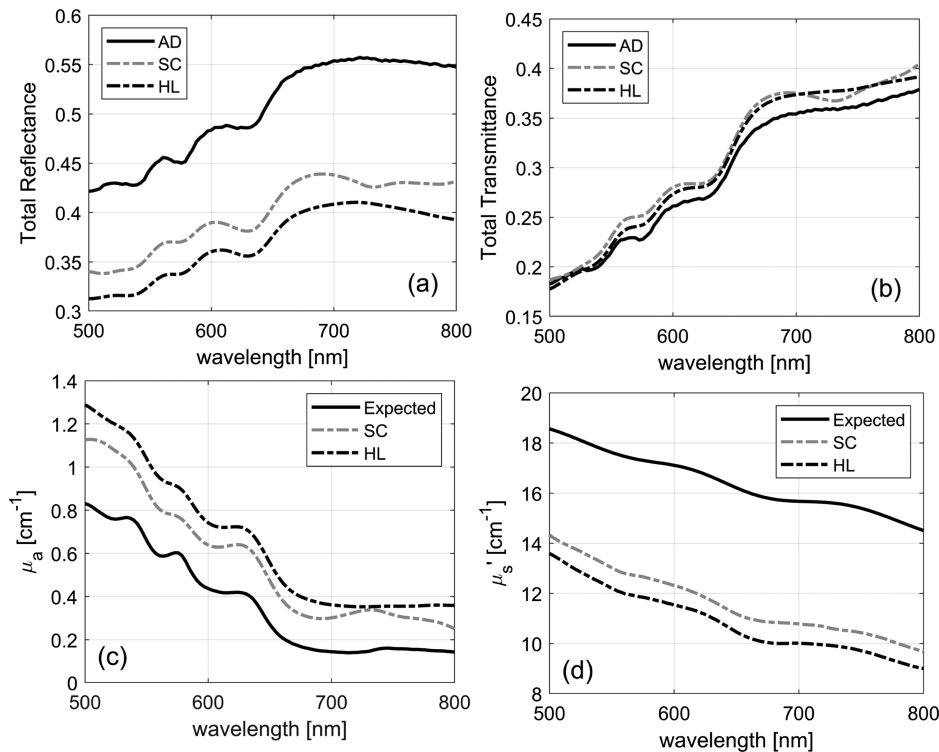 0.6
0.55
0.5
0.45
0.4
0.35
0.3
Total Reflectance
AD
SC
HL
(a)
500
600
700
800
wavelength [nm]
0.45
0.4
0.35
0.3
0.25
0.2
0.15
Total Transmittance
AD
SC
HL
(b)
500
600
700
800
wavelength [nm]
1.4
1.2
1
0.8
0.6
0.4
0.2
0
μa [cm-1]
Expected
SC
HL
(c)
500
600
700
800
wavelength [nm]
20
18
16
14
12
10
8
μs' [cm-1]
Expected
SC
HL
(d)
500
600
700
800
wavelength [nm]